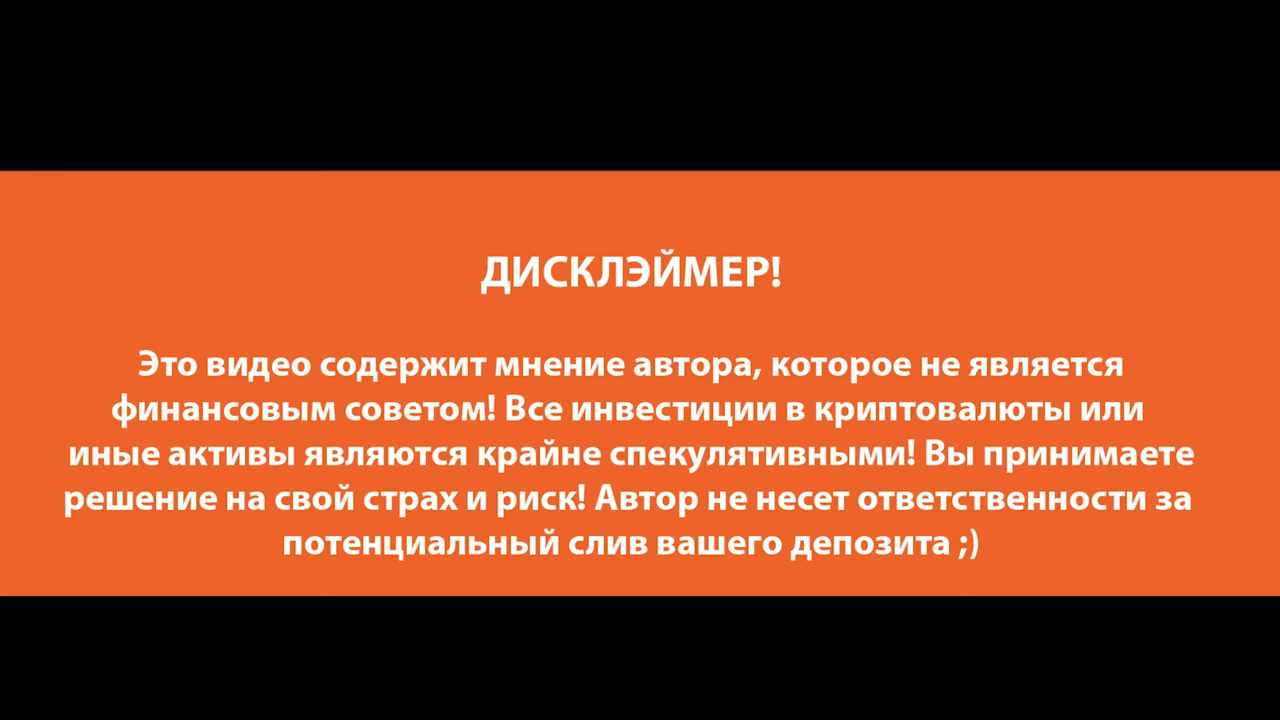 ДИСКЛЭЙМЕР!
Это видео содержит мнение автора, которое не является
финансовым советом! Все инвестиции в криптовалюты или
иные активы являются крайне спекулятивными! Вы принимаете
решение на свой страх и риск! Автор не несет ответственности за
потенциальный слив вашего депозита ;)